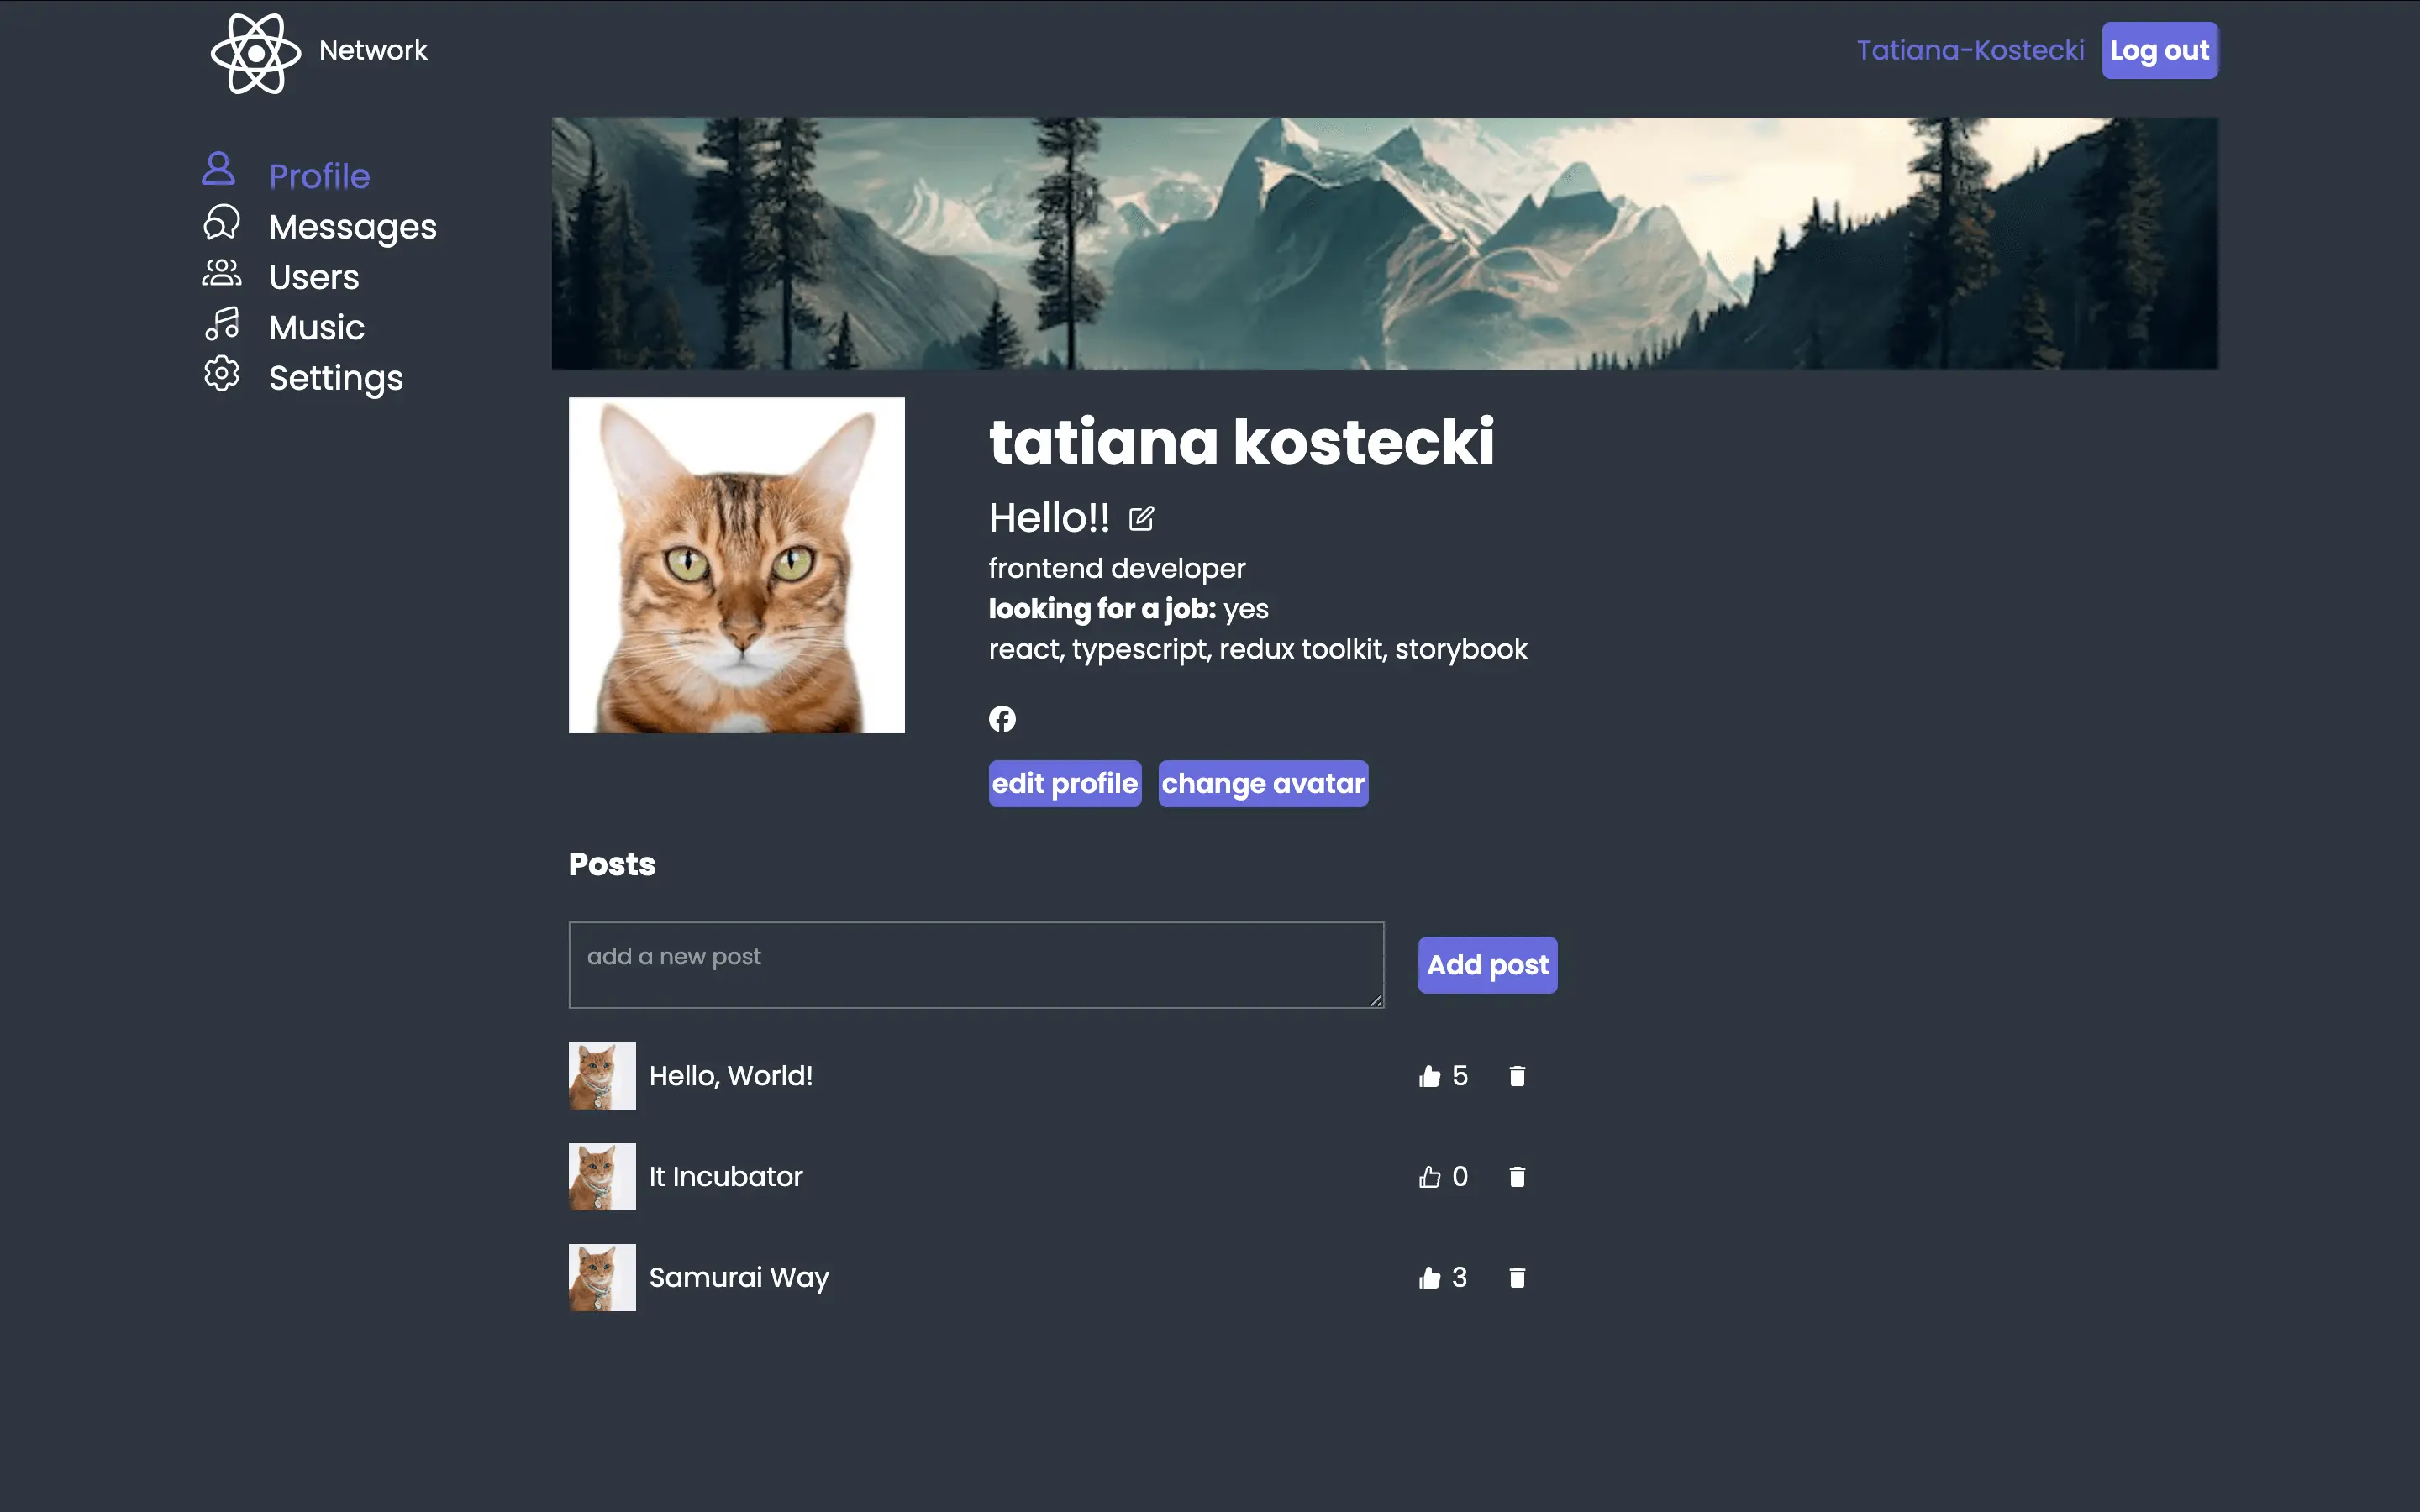 Network
Tatiana-Kostecki
Log out
Profile
Messages
Users
Music
Settings
tatiana kostecki
Hello!!
frontend developer
looking for a job: yes
react, typescript, redux toolkit, storybook
edit profile
change avatar
Posts
add a new post
Add post
Hello, World!
5
It Incubator
0
Samurai Way
3